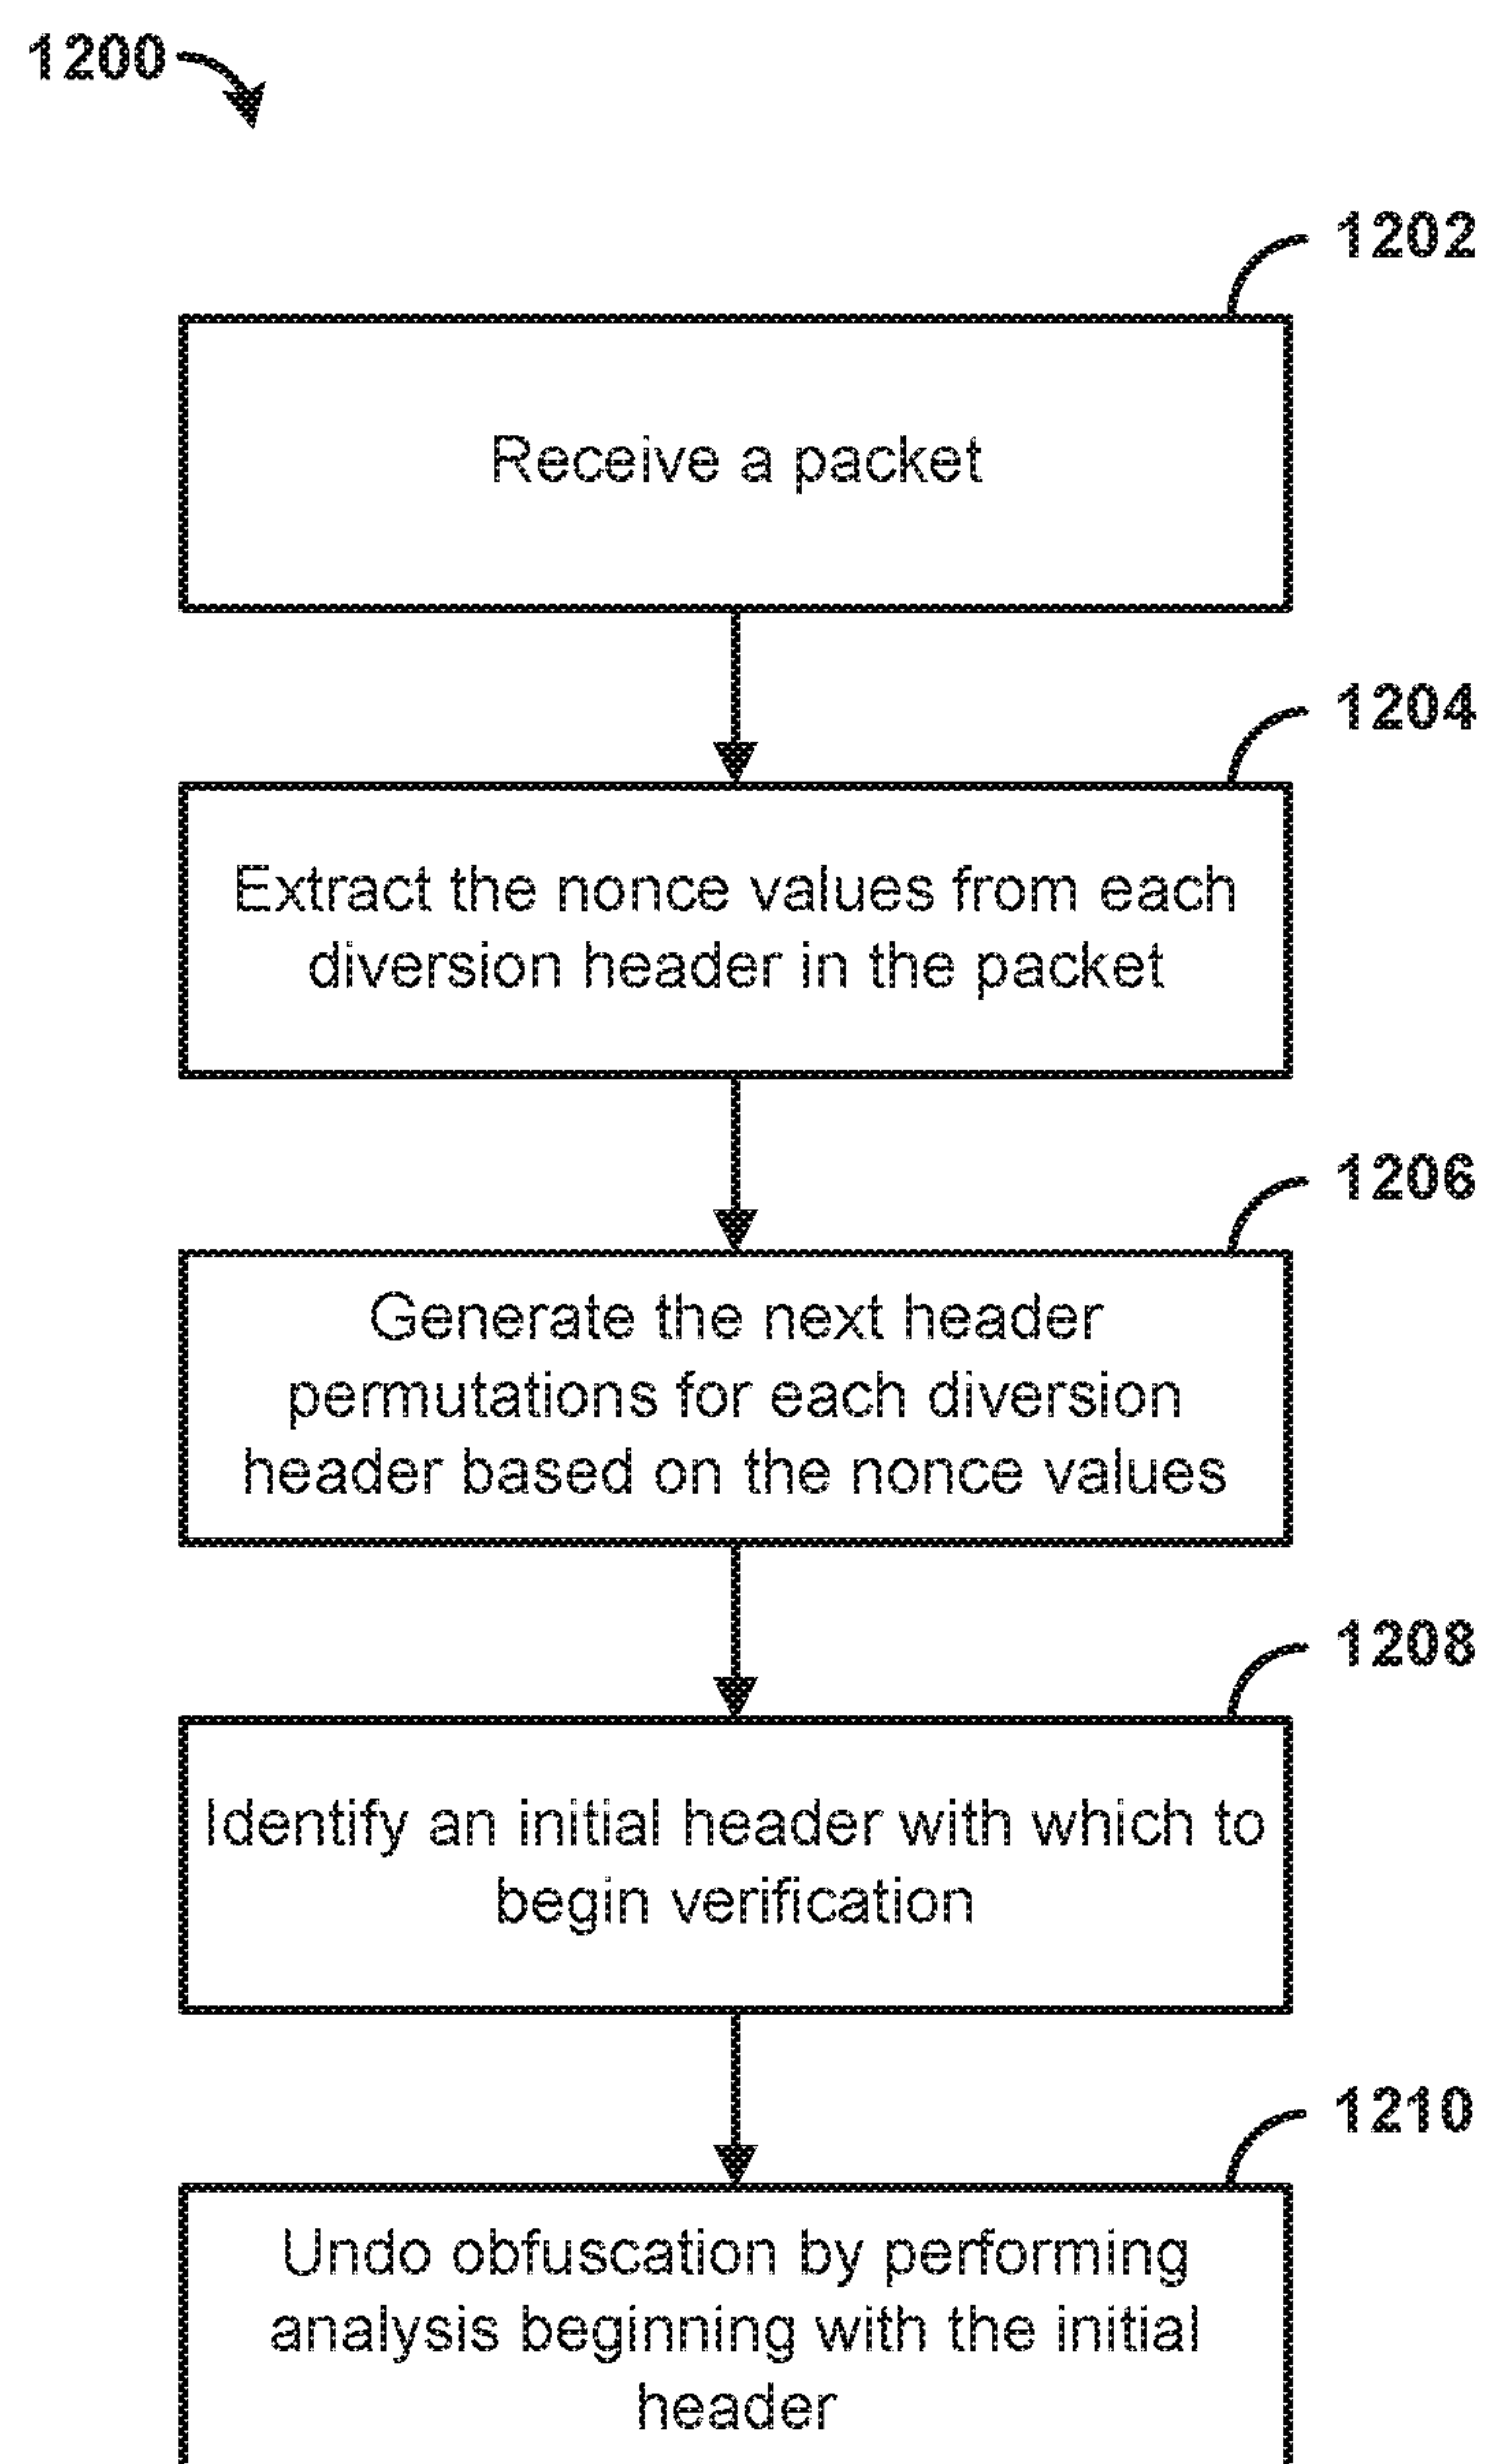 1200
1202
Receive a packet
1204
Extract the nonce values from each
diversion header in the packet
1206
Generate the next header
permutations for each diversion
header based on the nonce values
1208
Identify an initial header with which to
begin verification
1210
Undo obfuscation by performing
analysis beginning with the initial
header